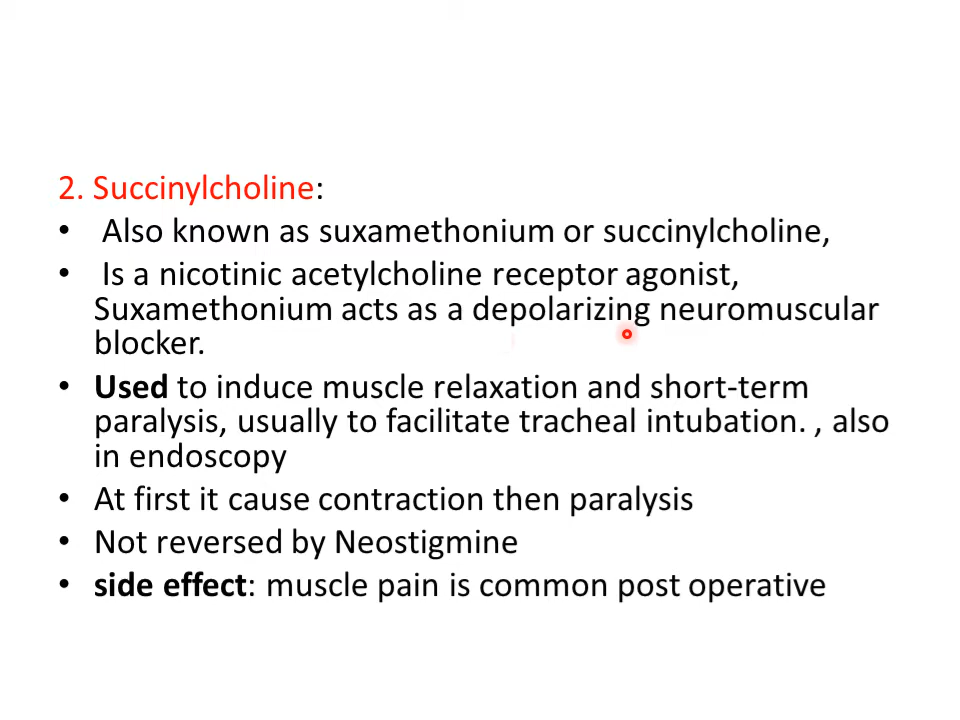 2. Succinylcholine:
• Also known as suxamethonium or succinylcholine,
• Is a nicotinic acetylcholine receptor agonist,
Suxamethonium acts as a depolarizing neuromuscular
blocker.
• Used to induce muscle relaxation and short-term
paralysis, usually to facilitate tracheal intubation. , also
in endoscopy
• At first it cause contraction then paralysis
• Not reversed by Neostigmine
• side effect: muscle pain is common post operative